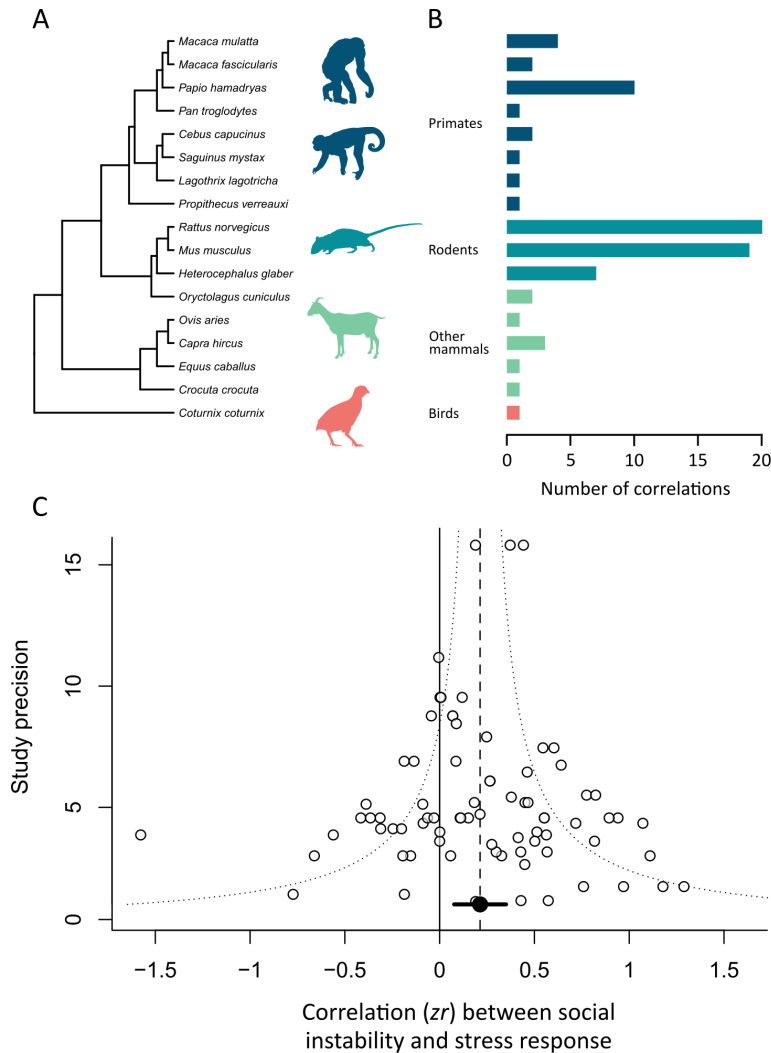 A
B
Macaca mulatta
Macaca fascicularis
Papio hamadryas
Pan troglodytes
Cebus capucinus
Saguinus mystax
Lagothrix lagotricha
Propithecus verreauxi
Rattus norvegicus
Mus musculus
Heterocephalus glaber
Oryctolagus cuniculus
Ovis aries
Capra hircus
Equus caballus
Crocuta crocuta
Coturnix coturnix
Primates
Rodents
Other
mammals
Birds
0 5 10 15 20
Number of correlations
C
15
10
5
0
Study precision
−1.5 −1 −0.5 0 0.5 1 1.5
Correlation (zr) between social
instability and stress response